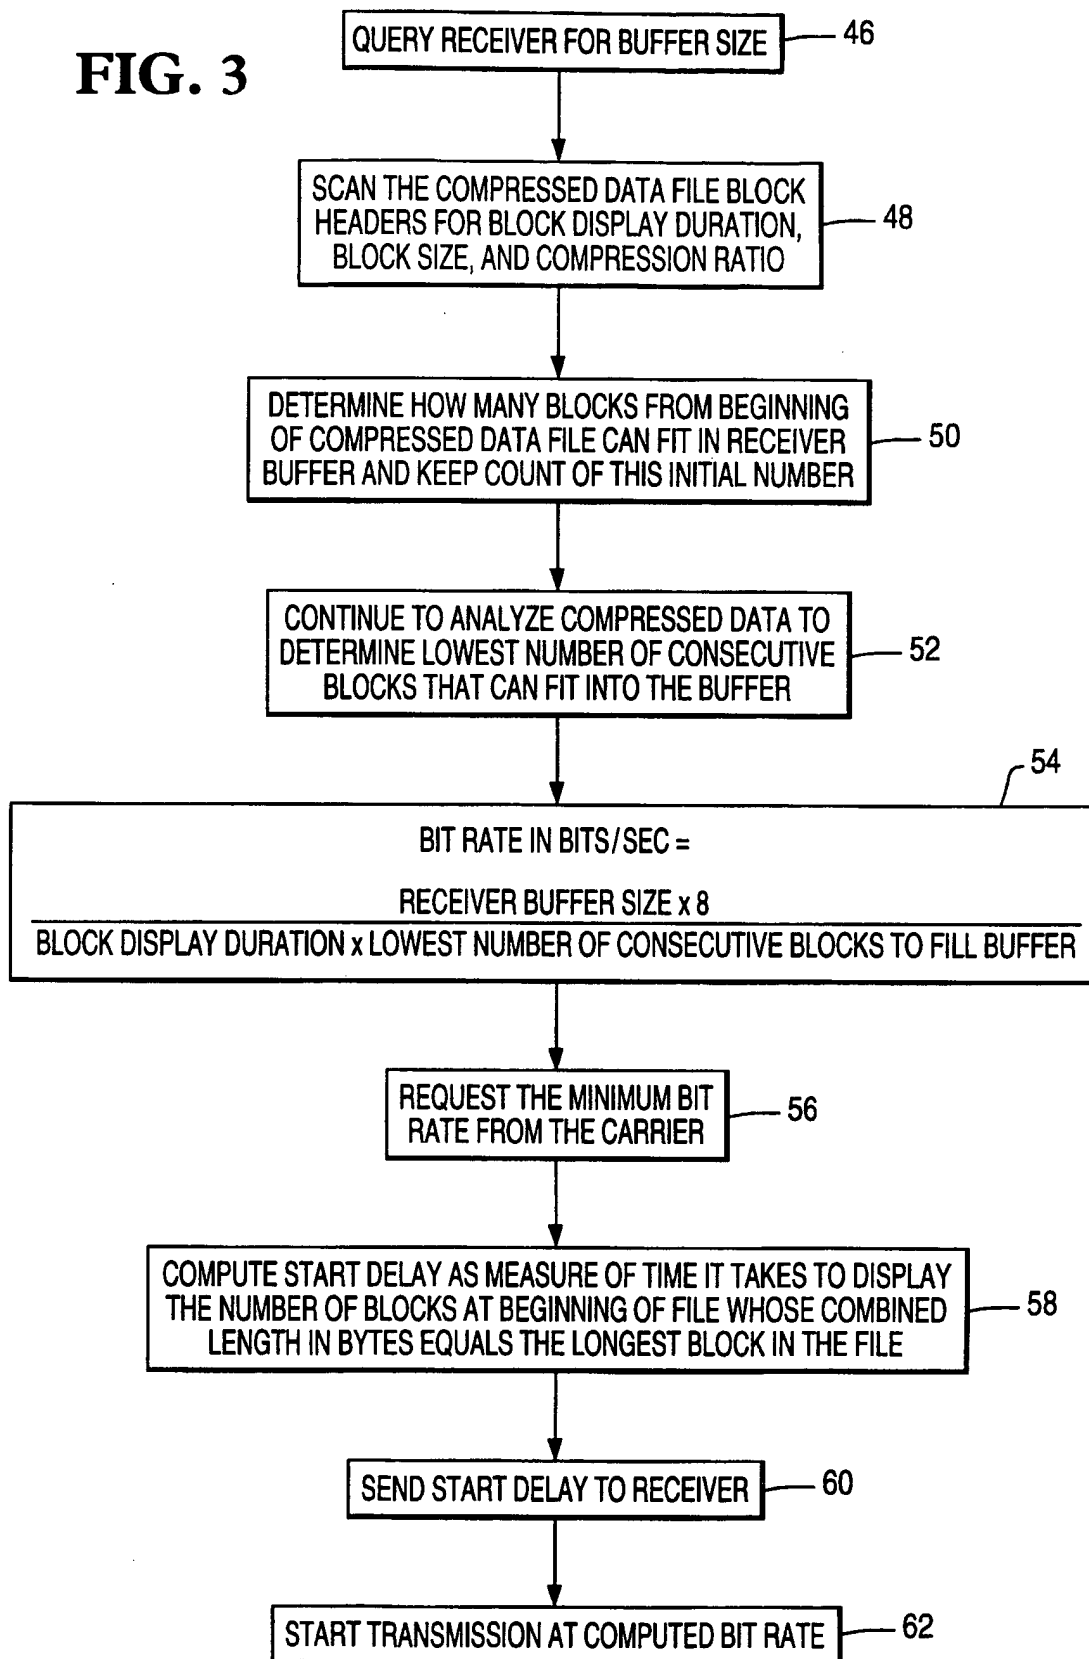 FIG. 3
QUERY RECEIVER FOR BUFFER SIZE
46
SCAN THE COMPRESSED DATA FILE BLOCK
HEADERS FOR BLOCK DISPLAY DURATION,
BLOCK SIZE, AND COMPRESSION RATIO
48
DETERMINE HOW MANY BLOCKS FROM BEGINNING
OF COMPRESSED DATA FILE CAN FIT IN RECEIVER
BUFFER AND KEEP COUNT OF THIS INITIAL NUMBER
50
CONTINUE TO ANALYZE COMPRESSED DATA TO
DETERMINE LOWEST NUMBER OF CONSECUTIVE
BLOCKS THAT CAN FIT INTO THE BUFFER
52
54
BIT RATE IN BITS/SEC =
RECEIVER BUFFER SIZE x 8
BLOCK DISPLAY DURATION x LOWEST NUMBER OF CONSECUTIVE BLOCKS TO FILL BUFFER
REQUEST THE MINIMUM BIT
RATE FROM THE CARRIER
56
COMPUTE START DELAY AS MEASURE OF TIME IT TAKES TO DISPLAY
THE NUMBER OF BLOCKS AT BEGINNING OF FILE WHOSE COMBINED
LENGTH IN BYTES EQUALS THE LONGEST BLOCK IN THE FILE
58
SEND START DELAY TO RECEIVER
60
START TRANSMISSION AT COMPUTED BIT RATE
62